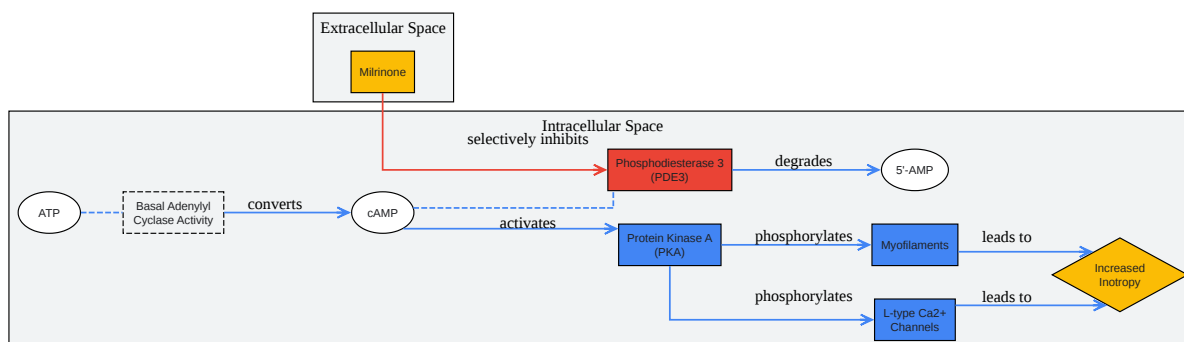 Extracellular Space
Milrinone
Intracellular Space
selectively inhibits
Phosphodiesterase 3
(PDE3)
degrades
5'-AMP
ATP
Basal Adenylyl
Cyclase Activity
converts
cAMP
activates
Protein Kinase A
(PKA)
phosphorylates
Myofilaments
leads to
Increased
Inotropy
phosphorylates
L-type Ca2+
Channels
leads to